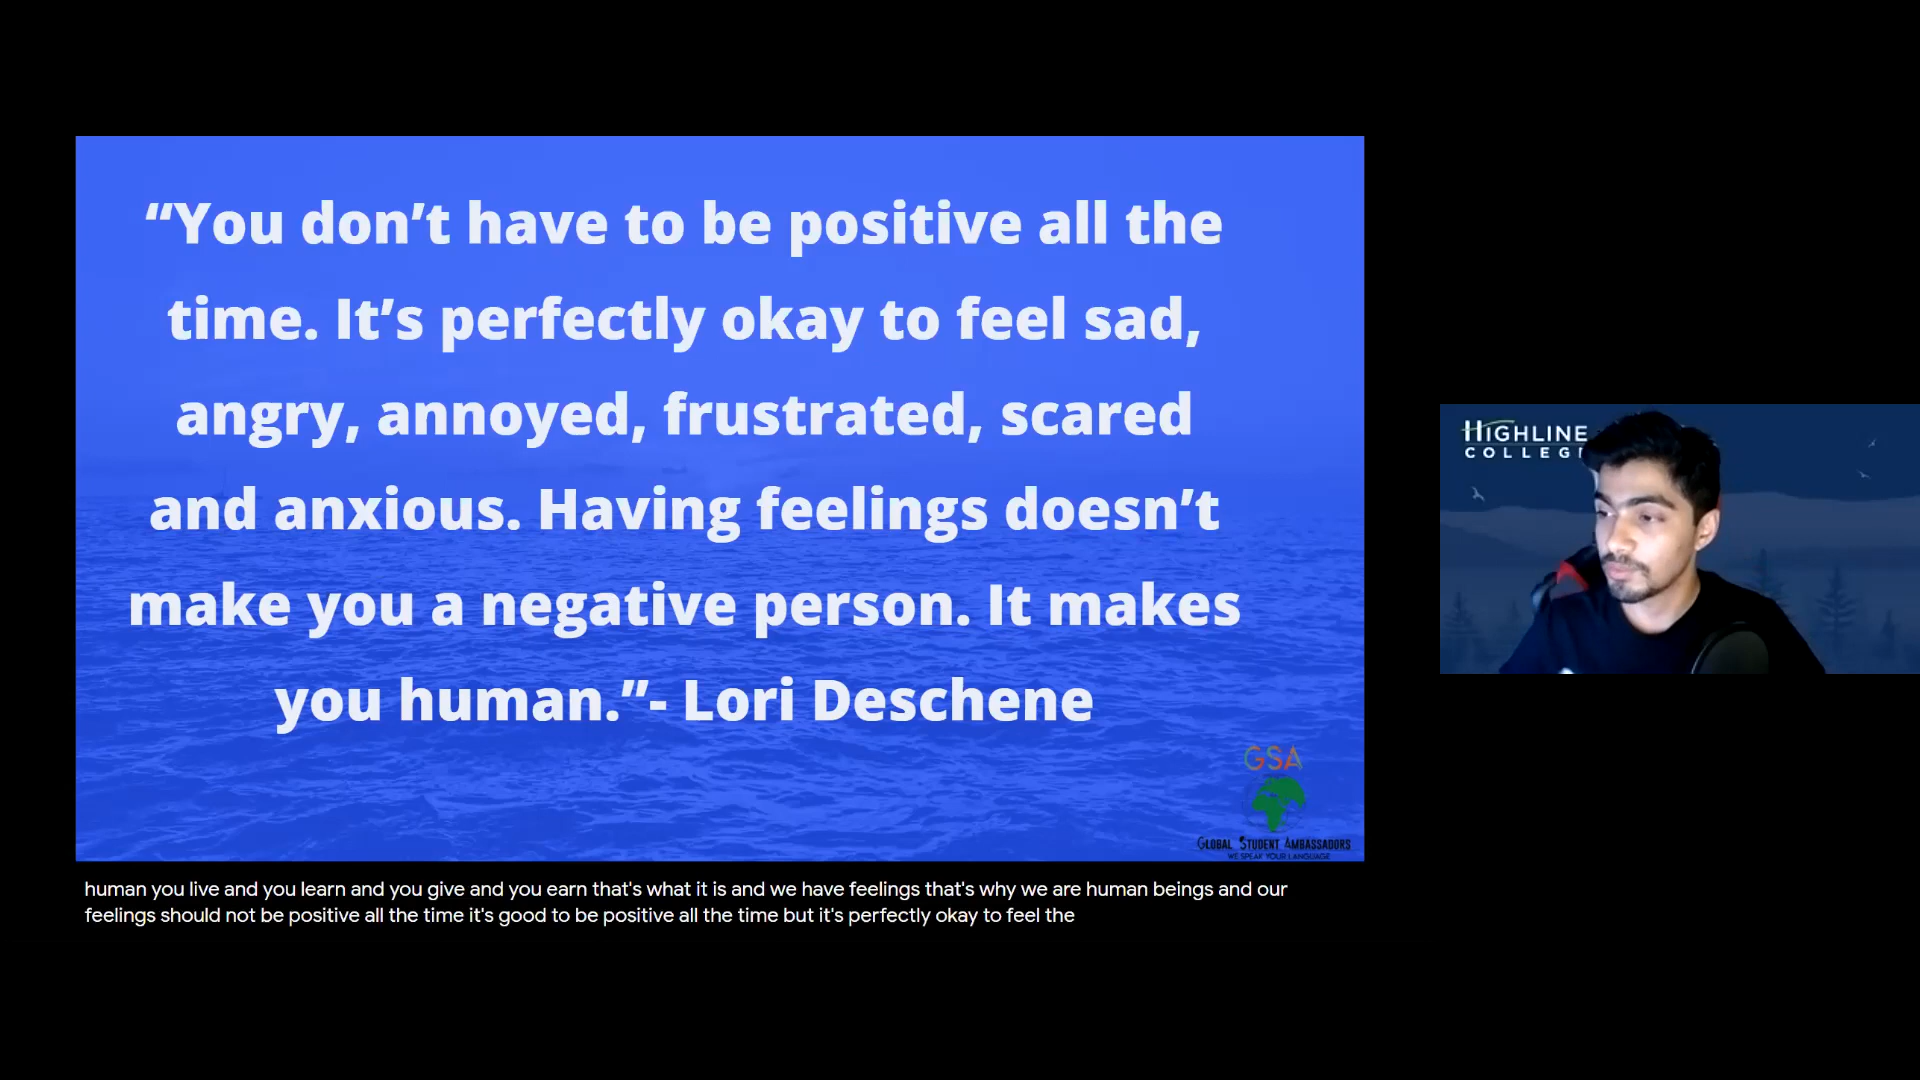 “You don’t have to be positive all the
time. It’s perfectly okay to feel sad,
angry, annoyed, frustrated, scared
and anxious. Having feelings doesn’t
make you a negative person. It makes
you human.”- Lori Deschene
GSA
GLOBAL STUDENT AMBASSADORS
WE SPEAK YOUR LANGUAGE
HIGHLINE
COLLEG
human you live and you learn and you give and you earn that's what it is and we have feelings that's why we are human beings and our
feelings should not be positive all the time it's good to be positive all the time but it's perfectly okay to feel the